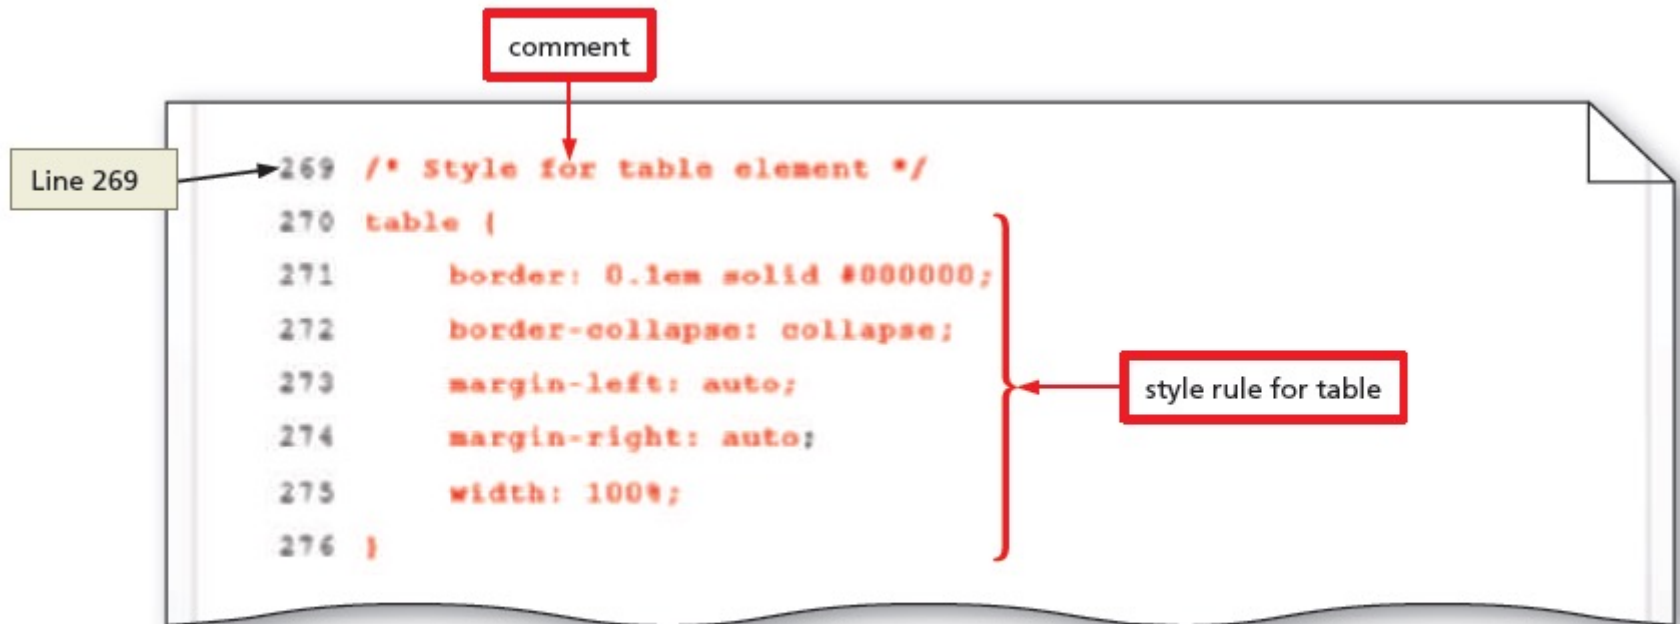 comment
Line 269
269 /* Style for table element */
270 table {
271 border: 0.1em solid #000000;
272 border-collapse: collapse;
273 margin-left: auto;
274 margin-right: auto;
style rule for table
275 width: 100%;
276 }